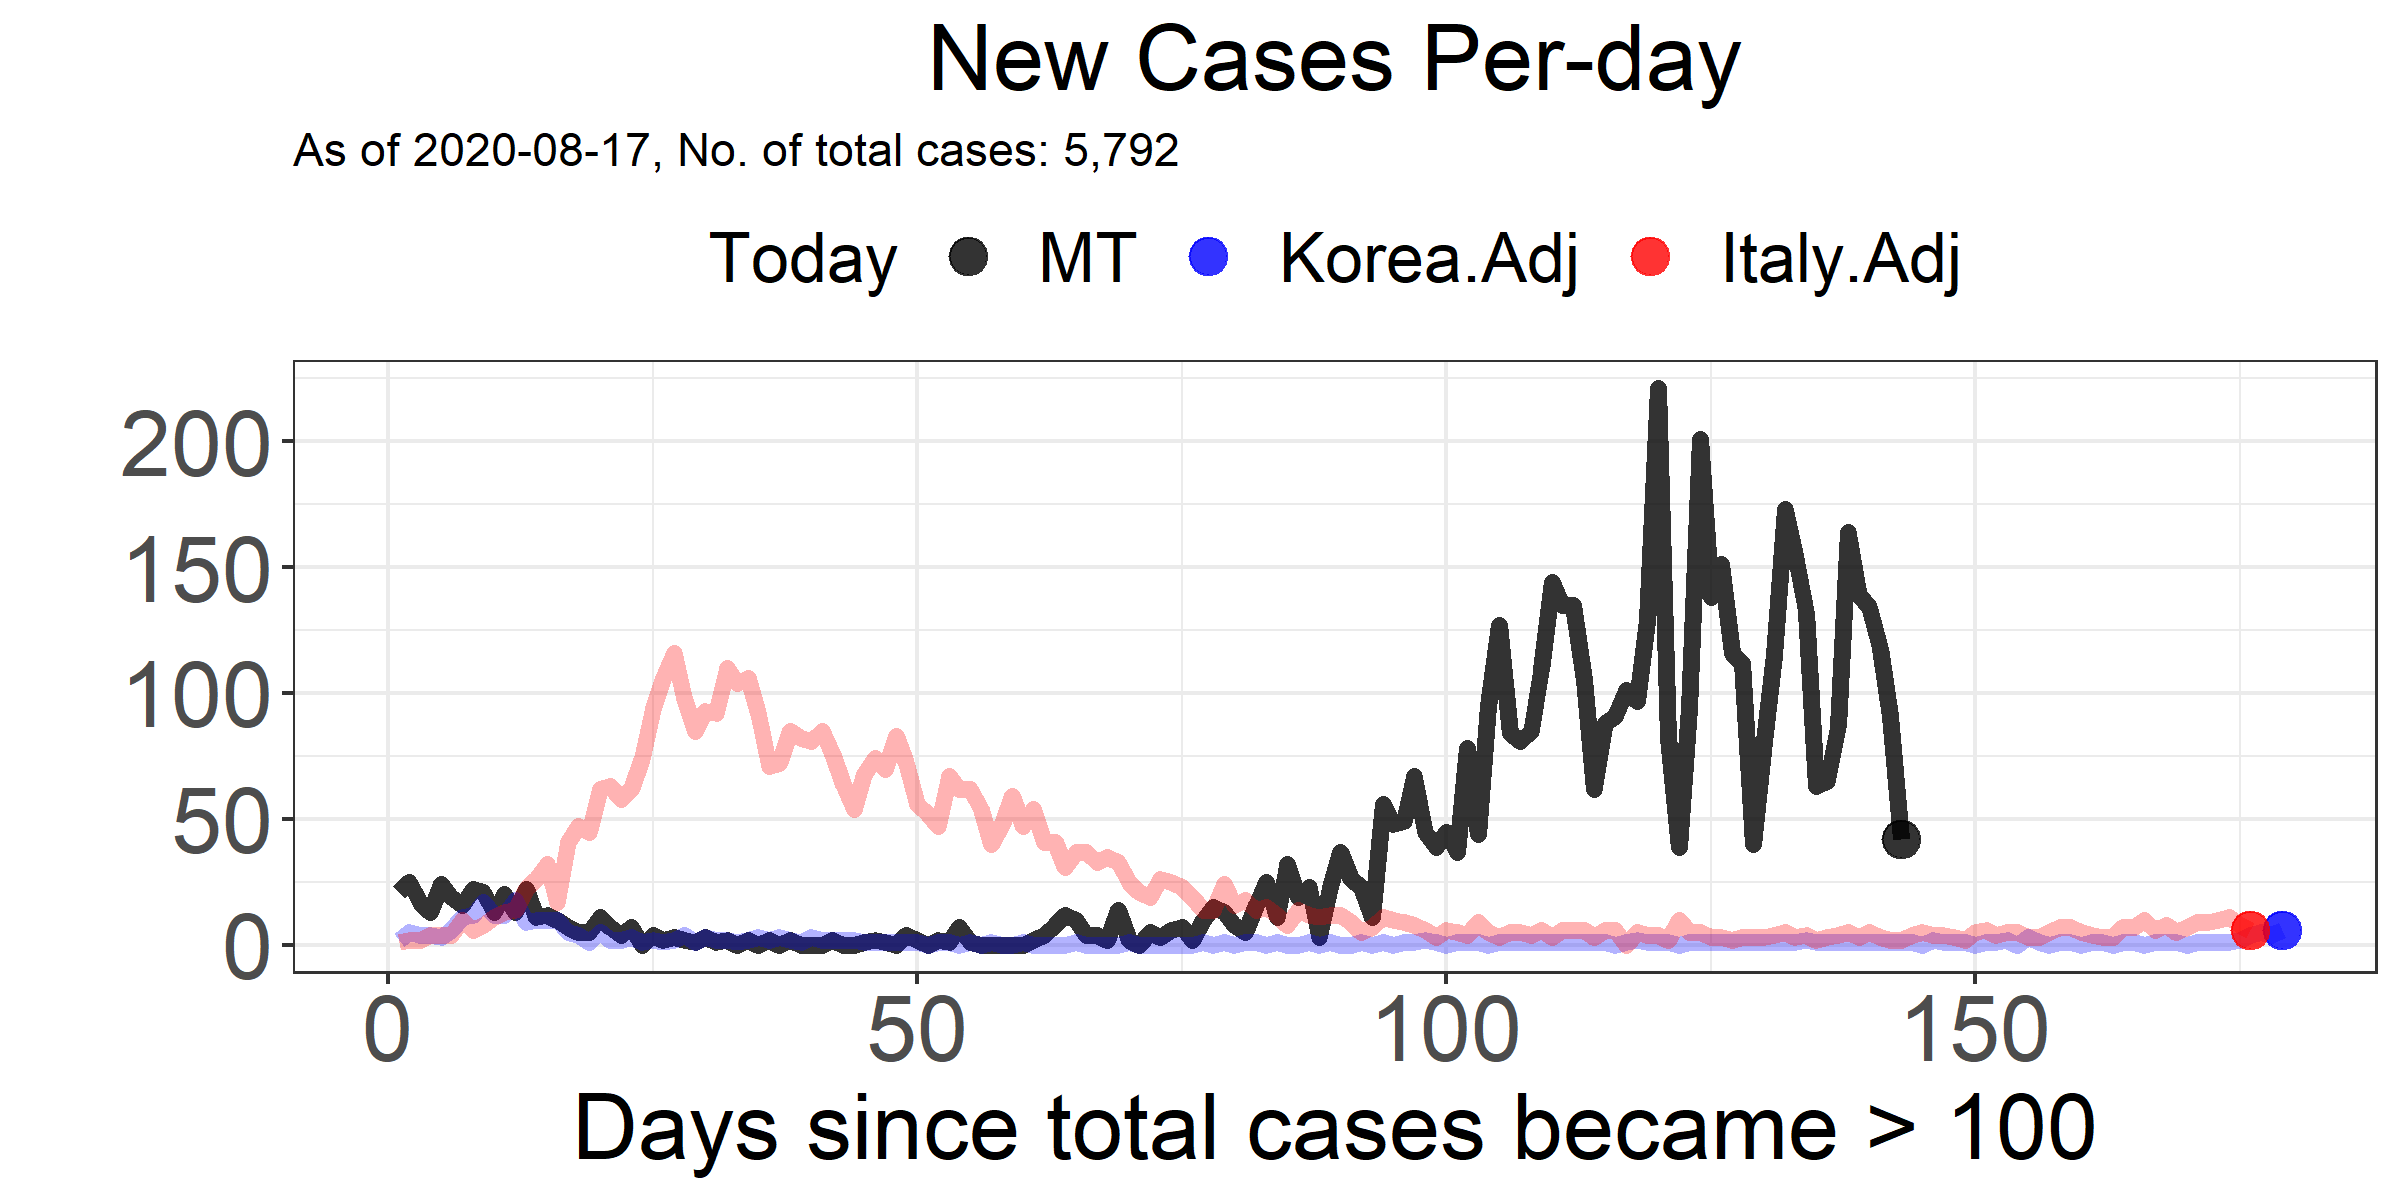 New Cases Per-day
As of 2020-08-17, No. of total cases: 5,792
Today MT Korea.Adj Italy.Adj
200
150
100
50
0
0 50 100 150
Days since total cases became > 100